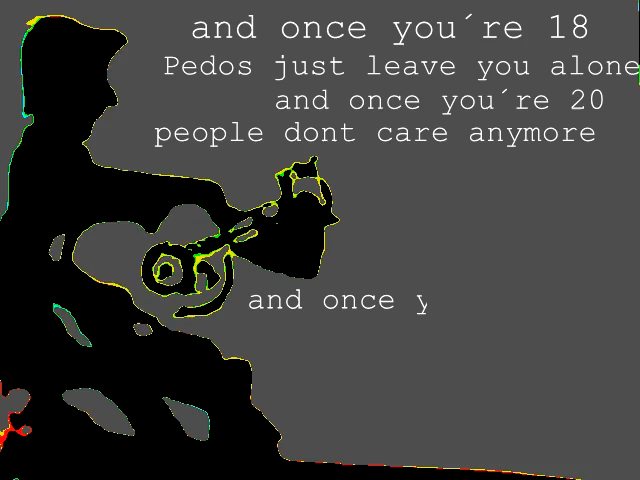 and once you´re 18
Pedos just leave you alone
and once you´re 20
people dont care anymore
and once y